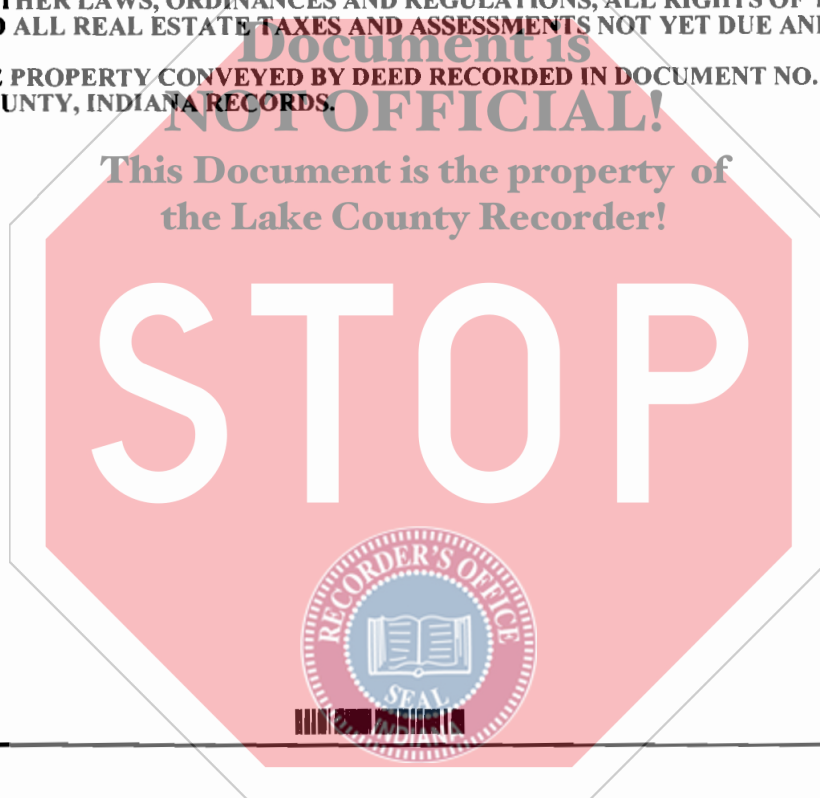 THER LAWS, ORDINANCES AND REGULATIONS, ALL RIGHTS OF
ALL REAL ESTATE TAXES AND ASSESSMENTS NOT YET DUE AN
Document is
PROPERTY CONVEYED BY DEED RECORDED IN DOCUMENT NO.
UNTY, INDIANA RECORDS.
NOT OFFICIAL!
This Document is the property of
the Lake County Recorder!
STOP
RECORDER'S OFFICE
SEAL
INDIANA